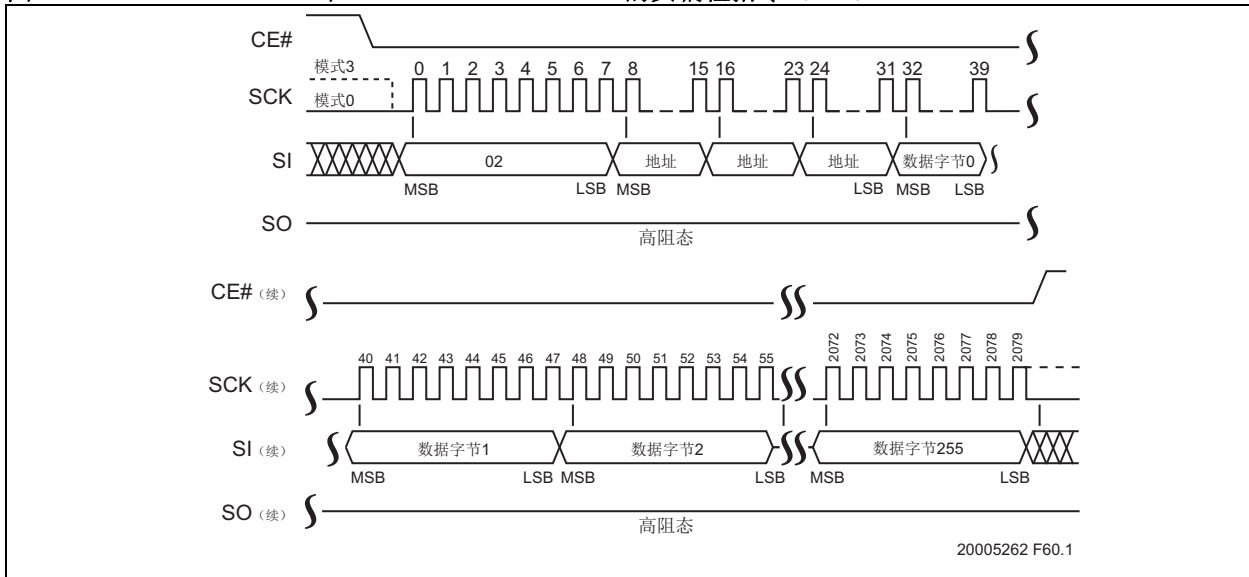 CE#
模式3
SCK
模式0
0 1 2 3 4 5 6 7 8 15 16 23 24 31 32 39
SI
02 地址 地址 地址 数据字节0
MSB LSB MSB LSB MSB LSB
SO
高阻态
CE#（续）
40 41 42 43 44 45 46 47 48 49 50 51 52 53 54 55 2072 2073 2074 2075 2076 2077 2078 2079
SCK（续）
SI（续） 数据字节1 数据字节2 数据字节255
MSB LSB MSB LSB MSB LSB
SO（续）
高阻态
20005262 F60.1